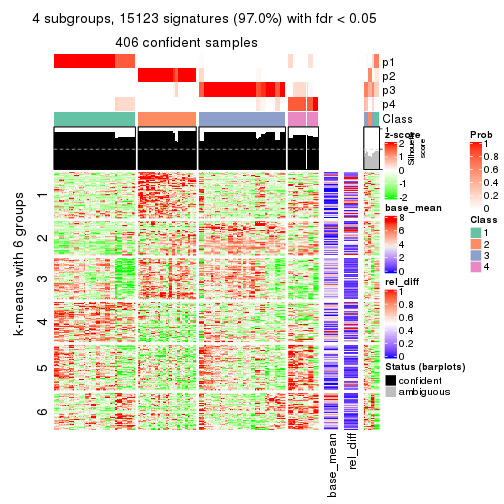 4 subgroups, 15123 signatures (97.0%) with fdr < 0.05
406 confident samples
p1
p2
p3
p4
Class
1
Silhouette
score
k-means with 6 groups
1
2
3
4
5
6
base_mean
rel_diff
z-score
2
1
0
-1
-2
base_mean
8
6
4
2
0
rel_diff
1
0.8
0.6
0.4
0.2
0
Status (barplots)
confident
ambiguous
Prob
1
0.8
0.6
0.4
0.2
0
Class
1
2
3
4